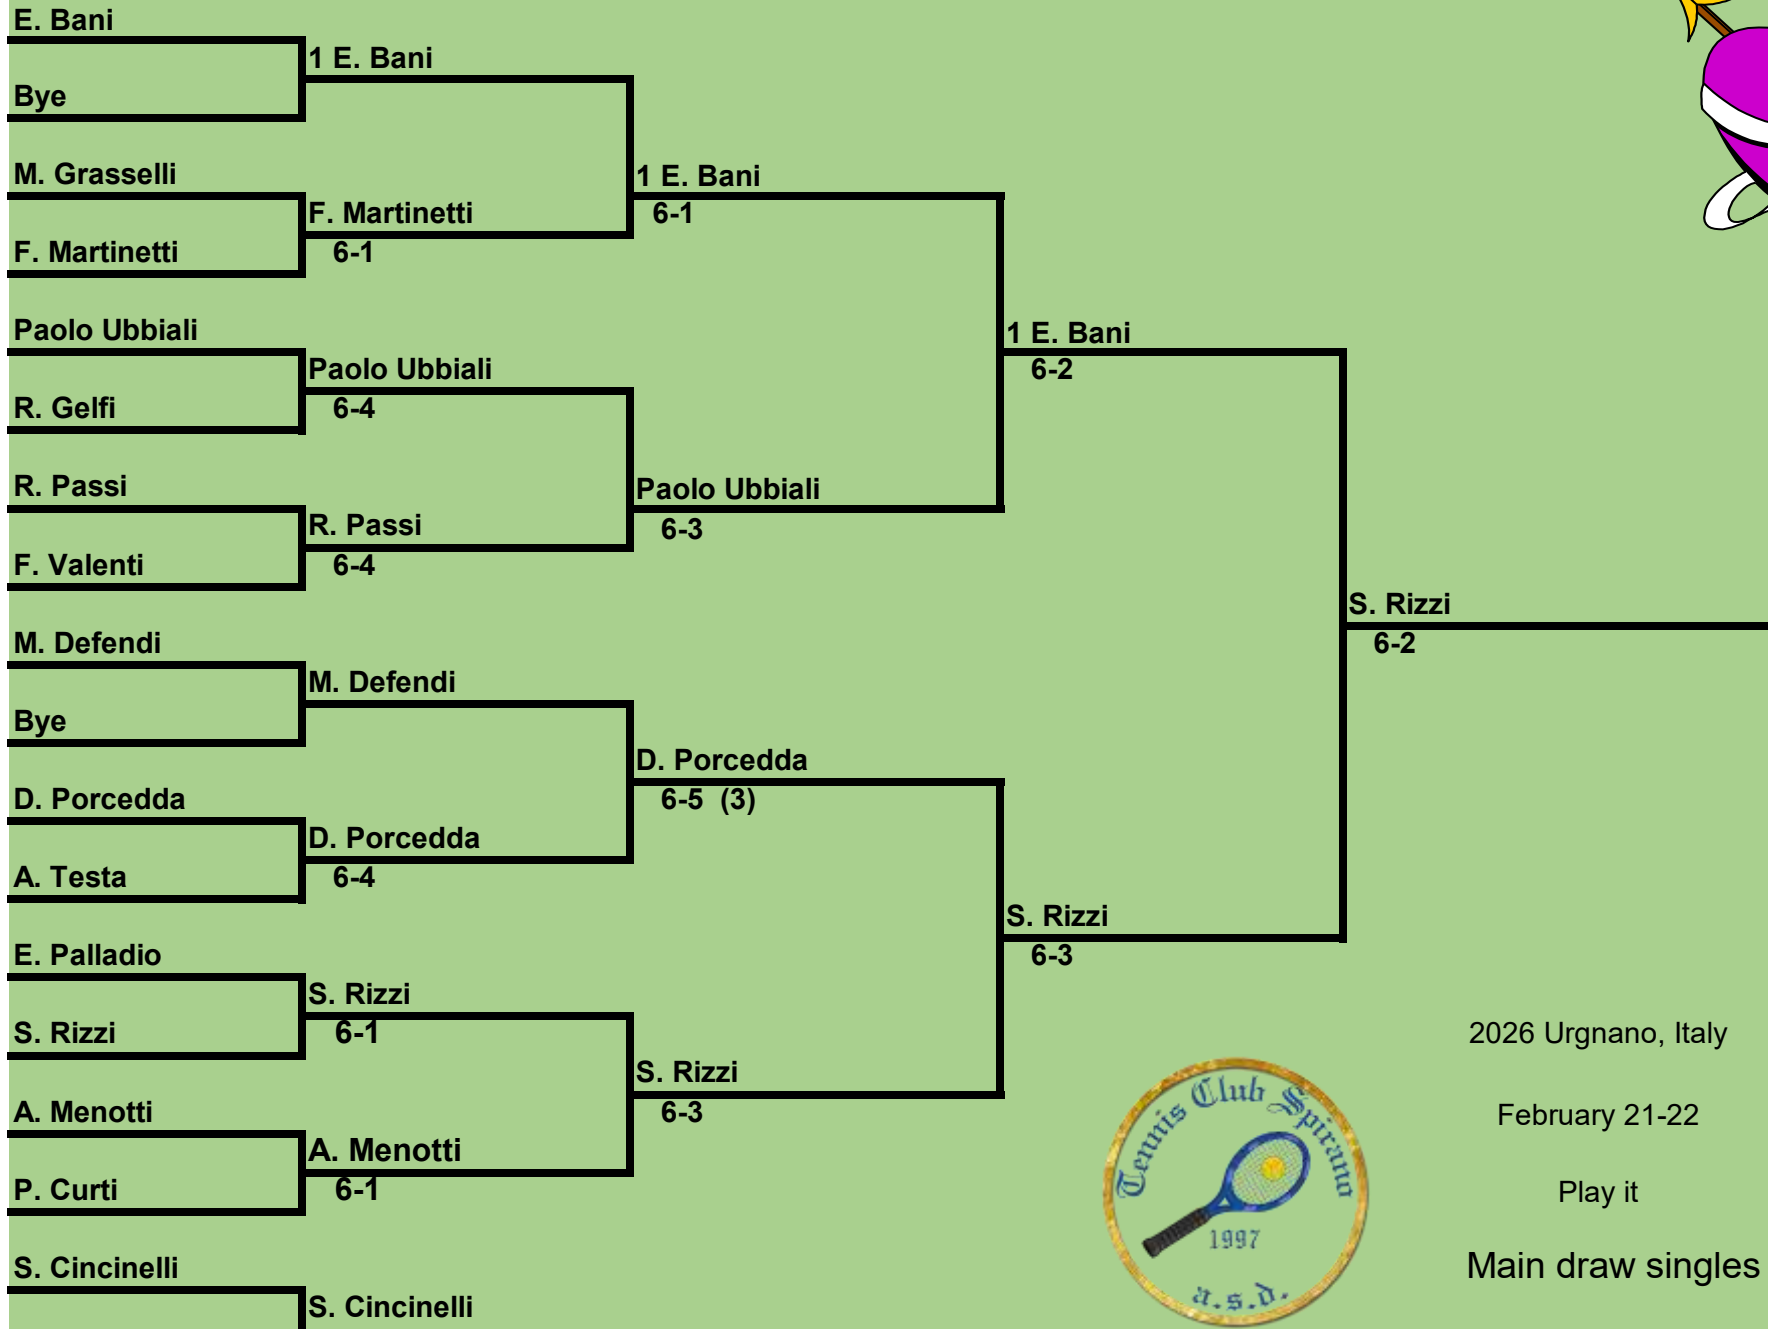 E. Bani
1 E. Bani
Bye
M. Grasselli
1 E. Bani
F. Martinetti
6-1
F. Martinetti
6-1
Paolo Ubbiali
1 E. Bani
Paolo Ubbiali
6-2
R. Gelfi
6-4
R. Passi
Paolo Ubbiali
R. Passi
6-3
F. Valenti
6-4
S. Rizzi
M. Defendi
6-2
M. Defendi
Bye
D. Porcedda
D. Porcedda
6-5 (3)
D. Porcedda
A. Testa
6-4
S. Rizzi
E. Palladio
6-3
S. Rizzi
S. Rizzi
6-1
2026 Urgnano, Italy
S. Rizzi
A. Menotti
6-3
February 21-22
A. Menotti
P. Curti
6-1
Play it
S. Cincinelli
Main draw singles
S. Cincinelli
Tennis Club Spirano
1997
a.s.d.